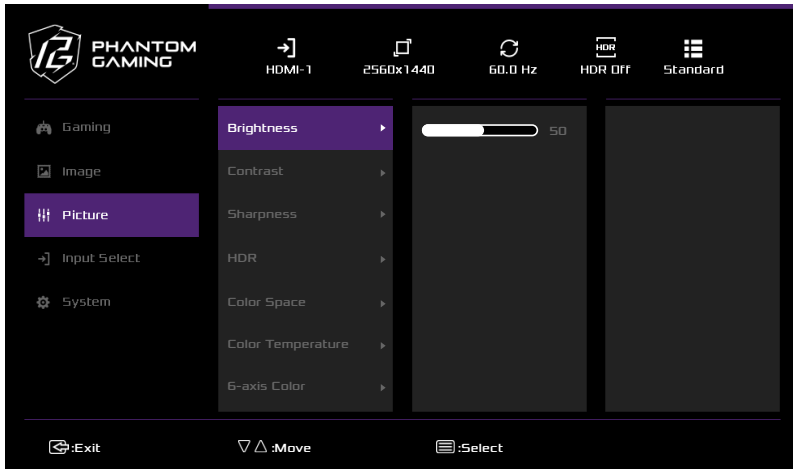 PHANTOM
GAMING
HDMI-1
2560x1440
60.0 Hz
HDR
HDR Off
Standard
Gaming
Image
Picture
Input Select
System
Brightness
Contrast
Sharpness
HDR
Color Space
Color Temperature
6-axis Color
50
:Exit
:Move
:Select